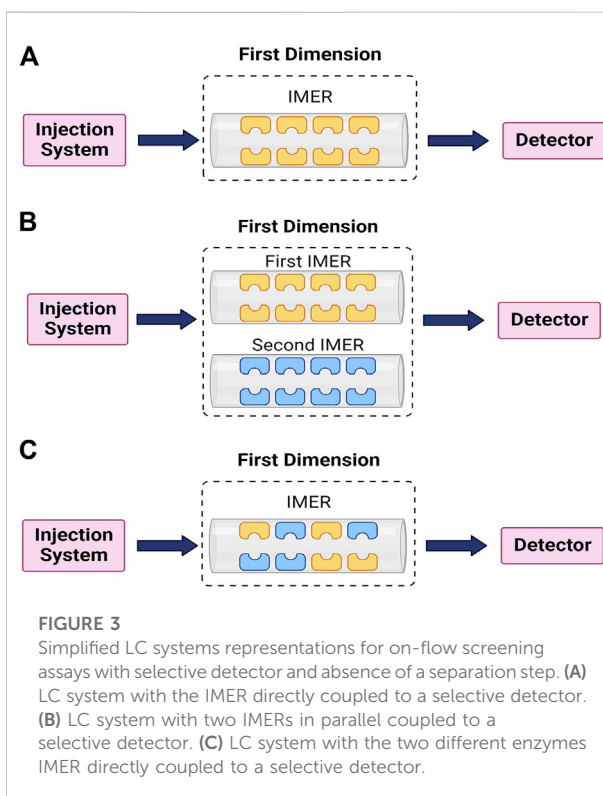 A
First Dimension
IMER
Injection
System
Detector
B
First Dimension
First IMER
Injection
System
Detector
Second IMER
C
First Dimension
IMER
Injection
System
Detector
FIGURE 3
Simplified LC systems representations for on-flow screening
assays with selective detector and absence of a separation step. (A)
LC system with the IMER directly coupled to a selective detector.
(B) LC system with two IMERs in parallel coupled to a
selective detector. (C) LC system with the two different enzymes
IMER directly coupled to a selective detector.